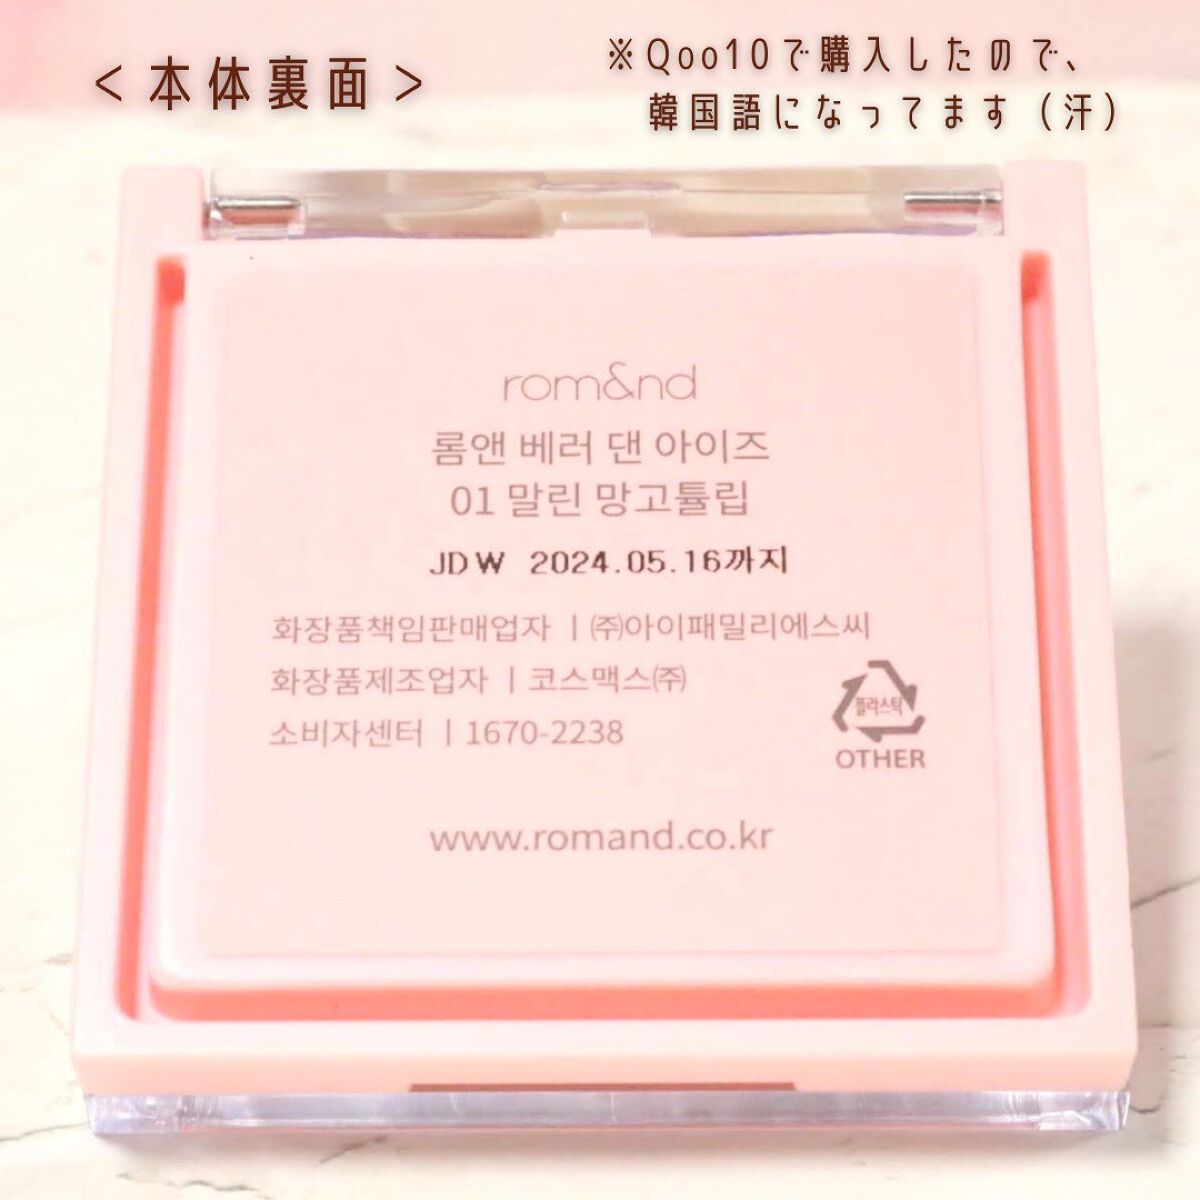 <本体裏面>
※Qoo10で購入したので、
韓国語になってます（汗）
rom&nd
롬앤 베러 댄 아이즈
01 말린 망고튤립
JDW 2024.05.16까지
화장품책임판매업자 | ㈜아이패밀리에스씨
화장품제조업자 | 코스맥스㈜
소비자센터 | 1670-2238
플라스틱
OTHER
www.romand.co.kr